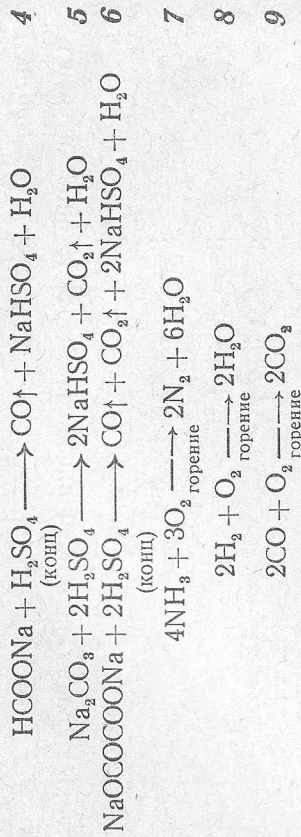 HCOONa + H₂SO₄ ⟶ CO↑ + NaHSO₄ + H₂O 4
(конц)
Na₂CO₃ + 2H₂SO₄ ⟶ 2NaHSO₄ + CO₂↑ + H₂O 5
NaOCOCOONa + 2H₂SO₄ ⟶ CO↑ + CO₂↑ + 2NaHSO₄ + H₂O 6
(конц)
4NH₃ + 3O₂ ⟶ 2N₂ + 6H₂O 7
горение
2H₂ + O₂ ⟶ 2H₂O 8
горение
2CO + O₂ ⟶ 2CO₂ 9
горение